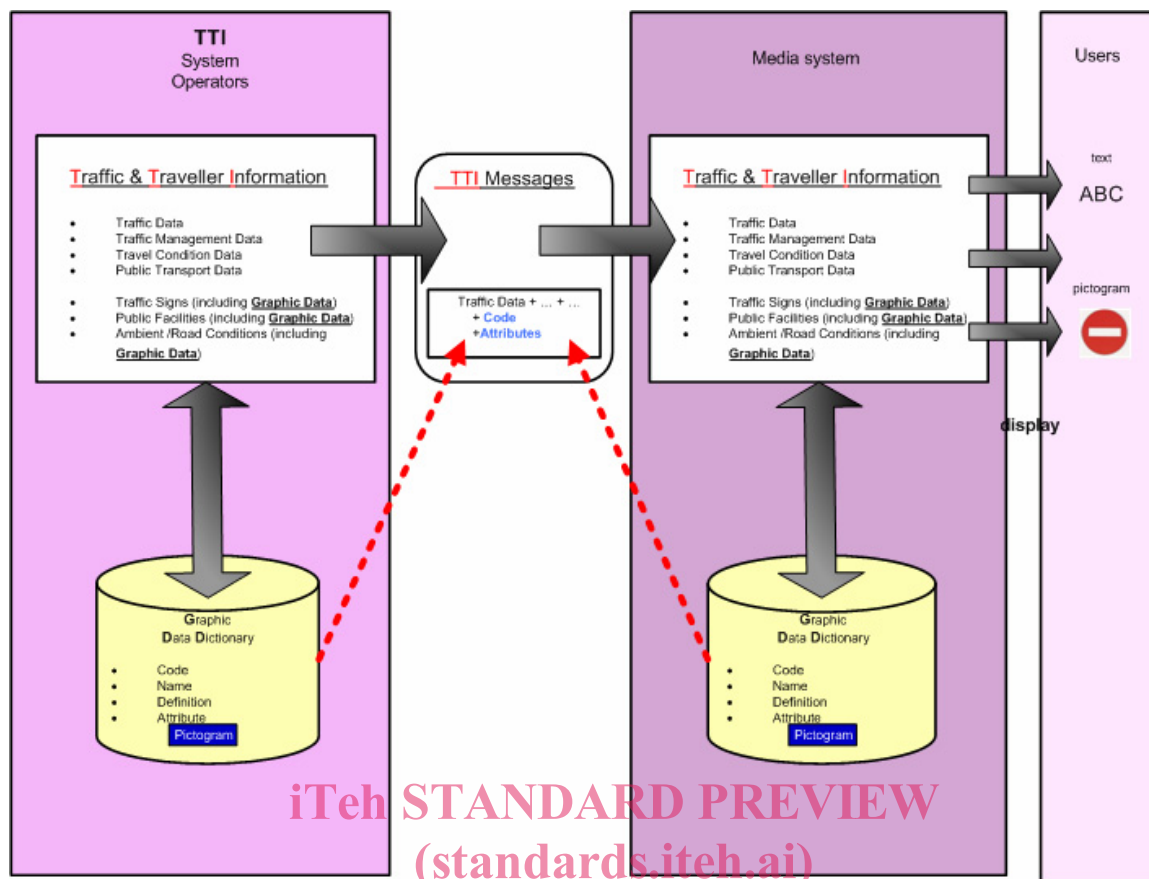 TTI
System
Operators
Traffic & Traveller Information
• Traffic Data
• Traffic Management Data
• Travel Condition Data
• Public Transport Data
• Traffic Signs (including Graphic Data)
• Public Facilities (including Graphic Data)
• Ambient /Road Conditions (including
Graphic Data)
Graphic
Data Dictionary
• Code
• Name
• Definition
• Attribute
Pictogram
TTI Messages
Traffic Data + ... + ...
+ Code
+Attributes
Media system
Traffic & Traveller Information
• Traffic Data
• Traffic Management Data
• Travel Condition Data
• Public Transport Data
• Traffic Signs (including Graphic Data)
• Public Facilities (including Graphic Data)
• Ambient /Road Conditions (including
Graphic Data)
Graphic
Data Dictionary
• Code
• Name
• Definition
• Attribute
Pictogram
Users
text
ABC
pictogram
display
iTeh STANDARD PREVIEW
(standards.iteh.ai)